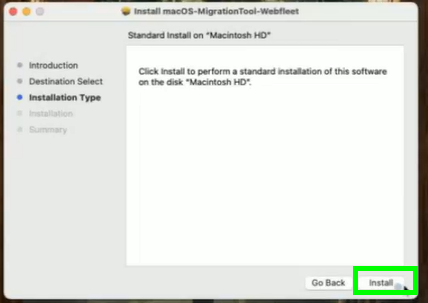 Install macOS-MigrationTool-Webfleet
Standard Install on “Macintosh HD”
Introduction
Destination Select
Installation Type
Installation
Summary
Click Install to perform a standard installation of this software
on the disk “Macintosh HD”.
Go Back
Install